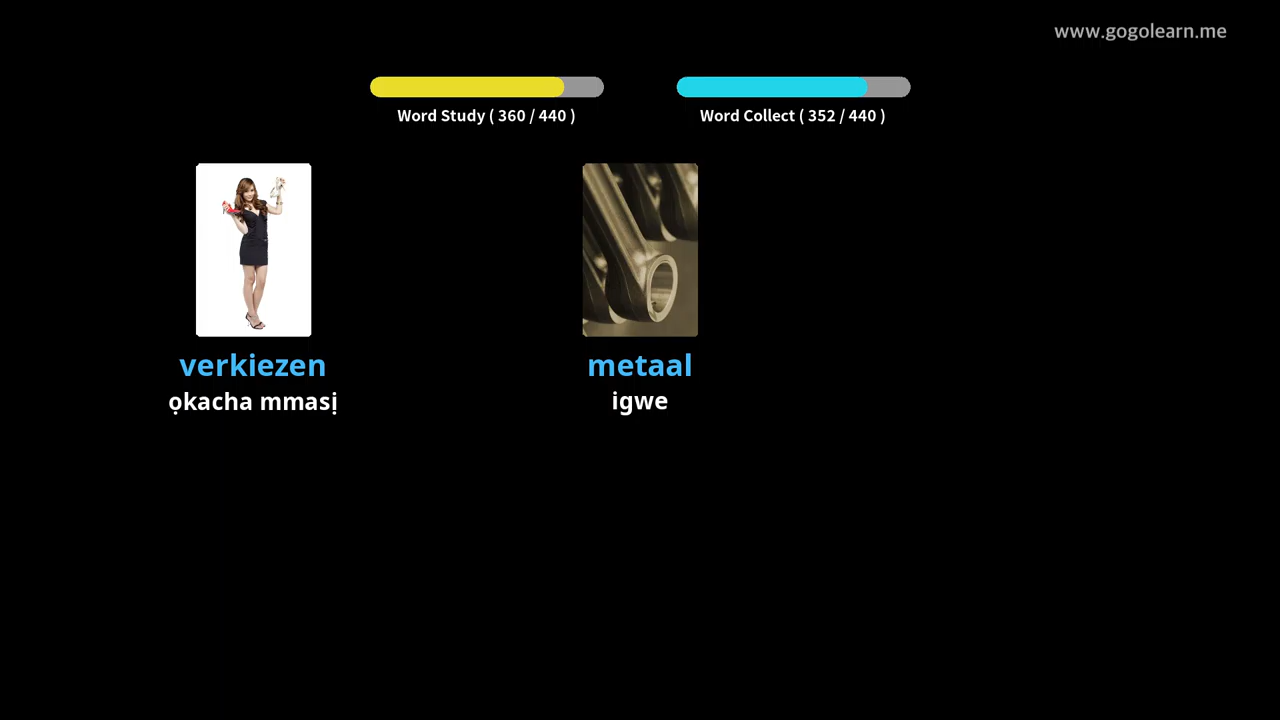 www.gogolearn.me
Word Study ( 360 / 440 )
Word Collect ( 352 / 440 )
verkiezen
ọkacha mmasị
metaal
igwe